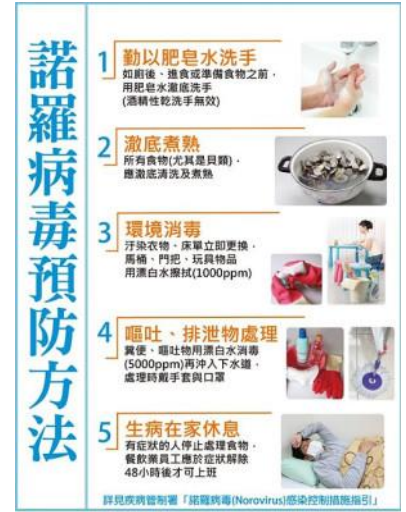 諾羅病毒預防方法
1 勤以肥皂水洗手
如廁後、進食或準備食物之前，
用肥皂水澈底洗手
(酒精性乾洗手無效)
2 澈底煮熟
所有食物(尤其是貝類)，
應澈底清洗及煮熟
3 環境消毒
汙染衣物、床單立即更換，
馬桶、門把、玩具物品
用漂白水擦拭(1000ppm)
4 嘔吐、排泄物處理
糞便、嘔吐物用漂白水消毒
(5000ppm)再沖入下水道，
處理時戴手套與口罩
5 生病在家休息
有症狀的人停止處理食物，
餐飲業員工應於症狀解除
48小時後才可上班
詳見疾病管制署「諾羅病毒(Norovirus)感染控制措施指引」